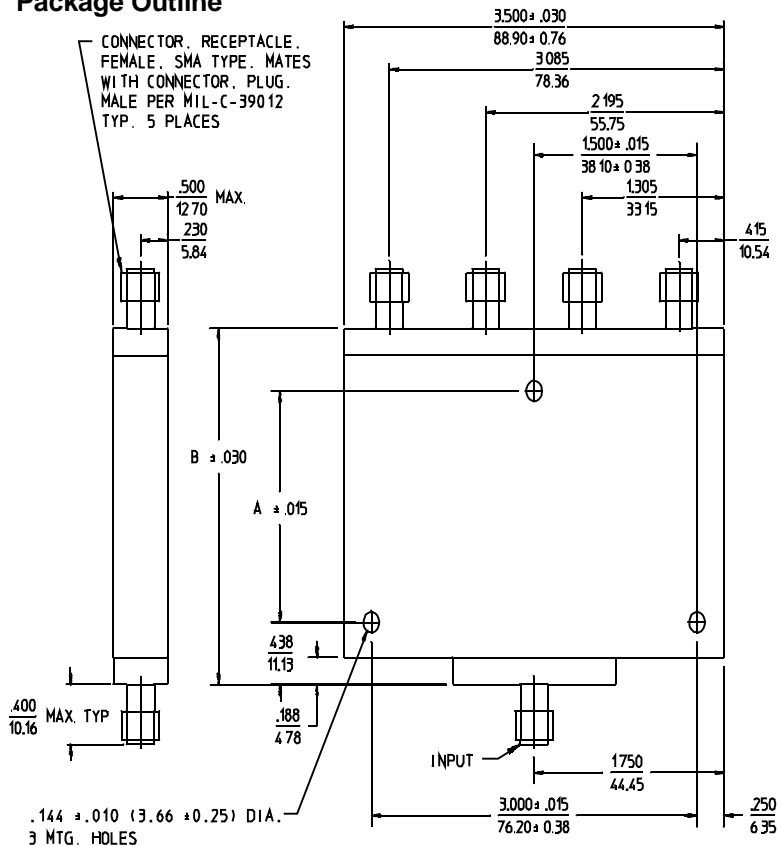 Package Outline
CONNECTOR, RECEPTACLE,
FEMALE, SMA TYPE. MATES
WITH CONNECTOR, PLUG.
MALE PER MIL-C-39012
TYP. 5 PLACES
3.500± .030
88.90± 0.76
3 085
78.36
2 195
55.75
1.500± .015
38 10± 0 38
1.305
33 15
.500 MAX.
12 70
.230
5.84
415
10.54
B ± .030
A ± .015
438
11.13
.188
4 78
.400 MAX. TYP
10.16
INPUT
1 750
44.45
3.000± .015
76.20± 0.38
.250
6 35
.144 ±.010 (3.66 ±0.25) DIA.
3 MTG. HOLES